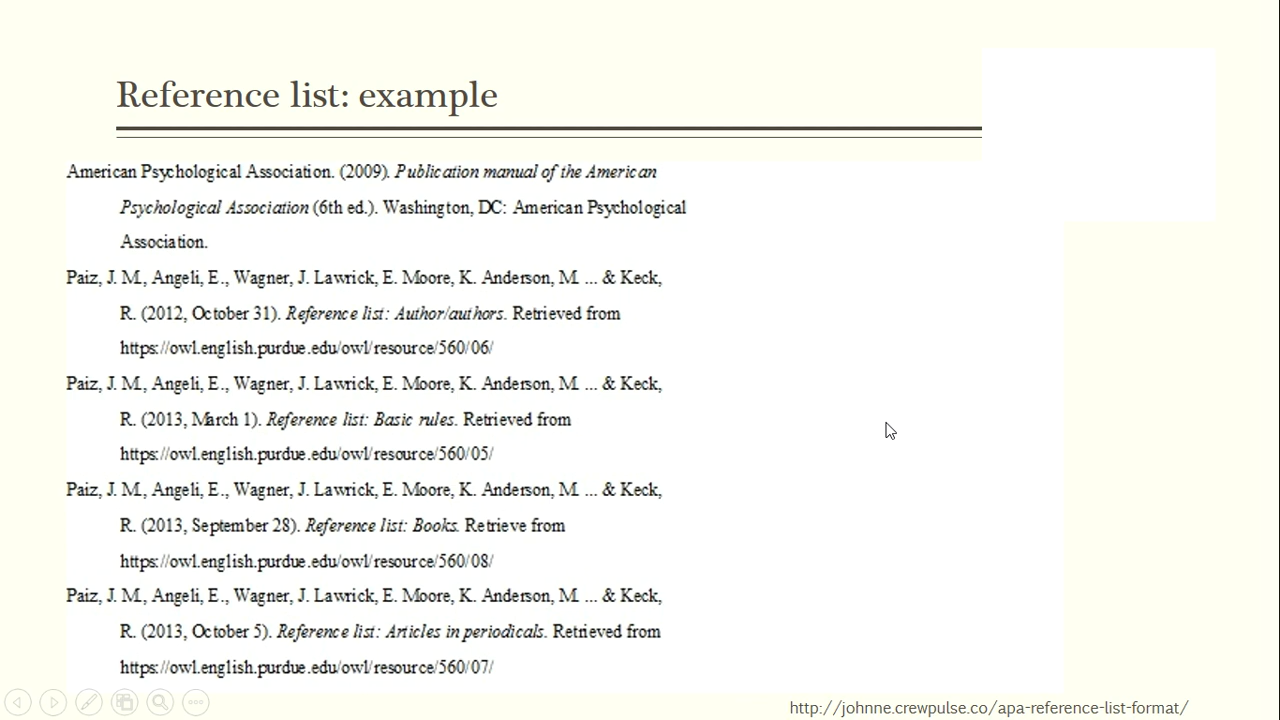 Reference list: example
American Psychological Association. (2009). Publication manual of the American
Psychological Association (6th ed.). Washington, DC: American Psychological
Association.
Paiz, J. M., Angeli, E., Wagner, J. Lawrick, E. Moore, K. Anderson, M. ... & Keck,
R. (2012, October 31). Reference list: Author/authors. Retrieved from
https://owl.english.purdue.edu/owl/resource/560/06/
Paiz, J. M., Angeli, E., Wagner, J. Lawrick, E. Moore, K. Anderson, M. ... & Keck,
R. (2013, March 1). Reference list: Basic rules. Retrieved from
https://owl.english.purdue.edu/owl/resource/560/05/
Paiz, J. M., Angeli, E., Wagner, J. Lawrick, E. Moore, K. Anderson, M. ... & Keck,
R. (2013, September 28). Reference list: Books. Retrieve from
https://owl.english.purdue.edu/owl/resource/560/08/
Paiz, J. M., Angeli, E., Wagner, J. Lawrick, E. Moore, K. Anderson, M. ... & Keck,
R. (2013, October 5). Reference list: Articles in periodicals. Retrieved from
https://owl.english.purdue.edu/owl/resource/560/07/
http://johnne.crewpulse.co/apa-reference-list-format/